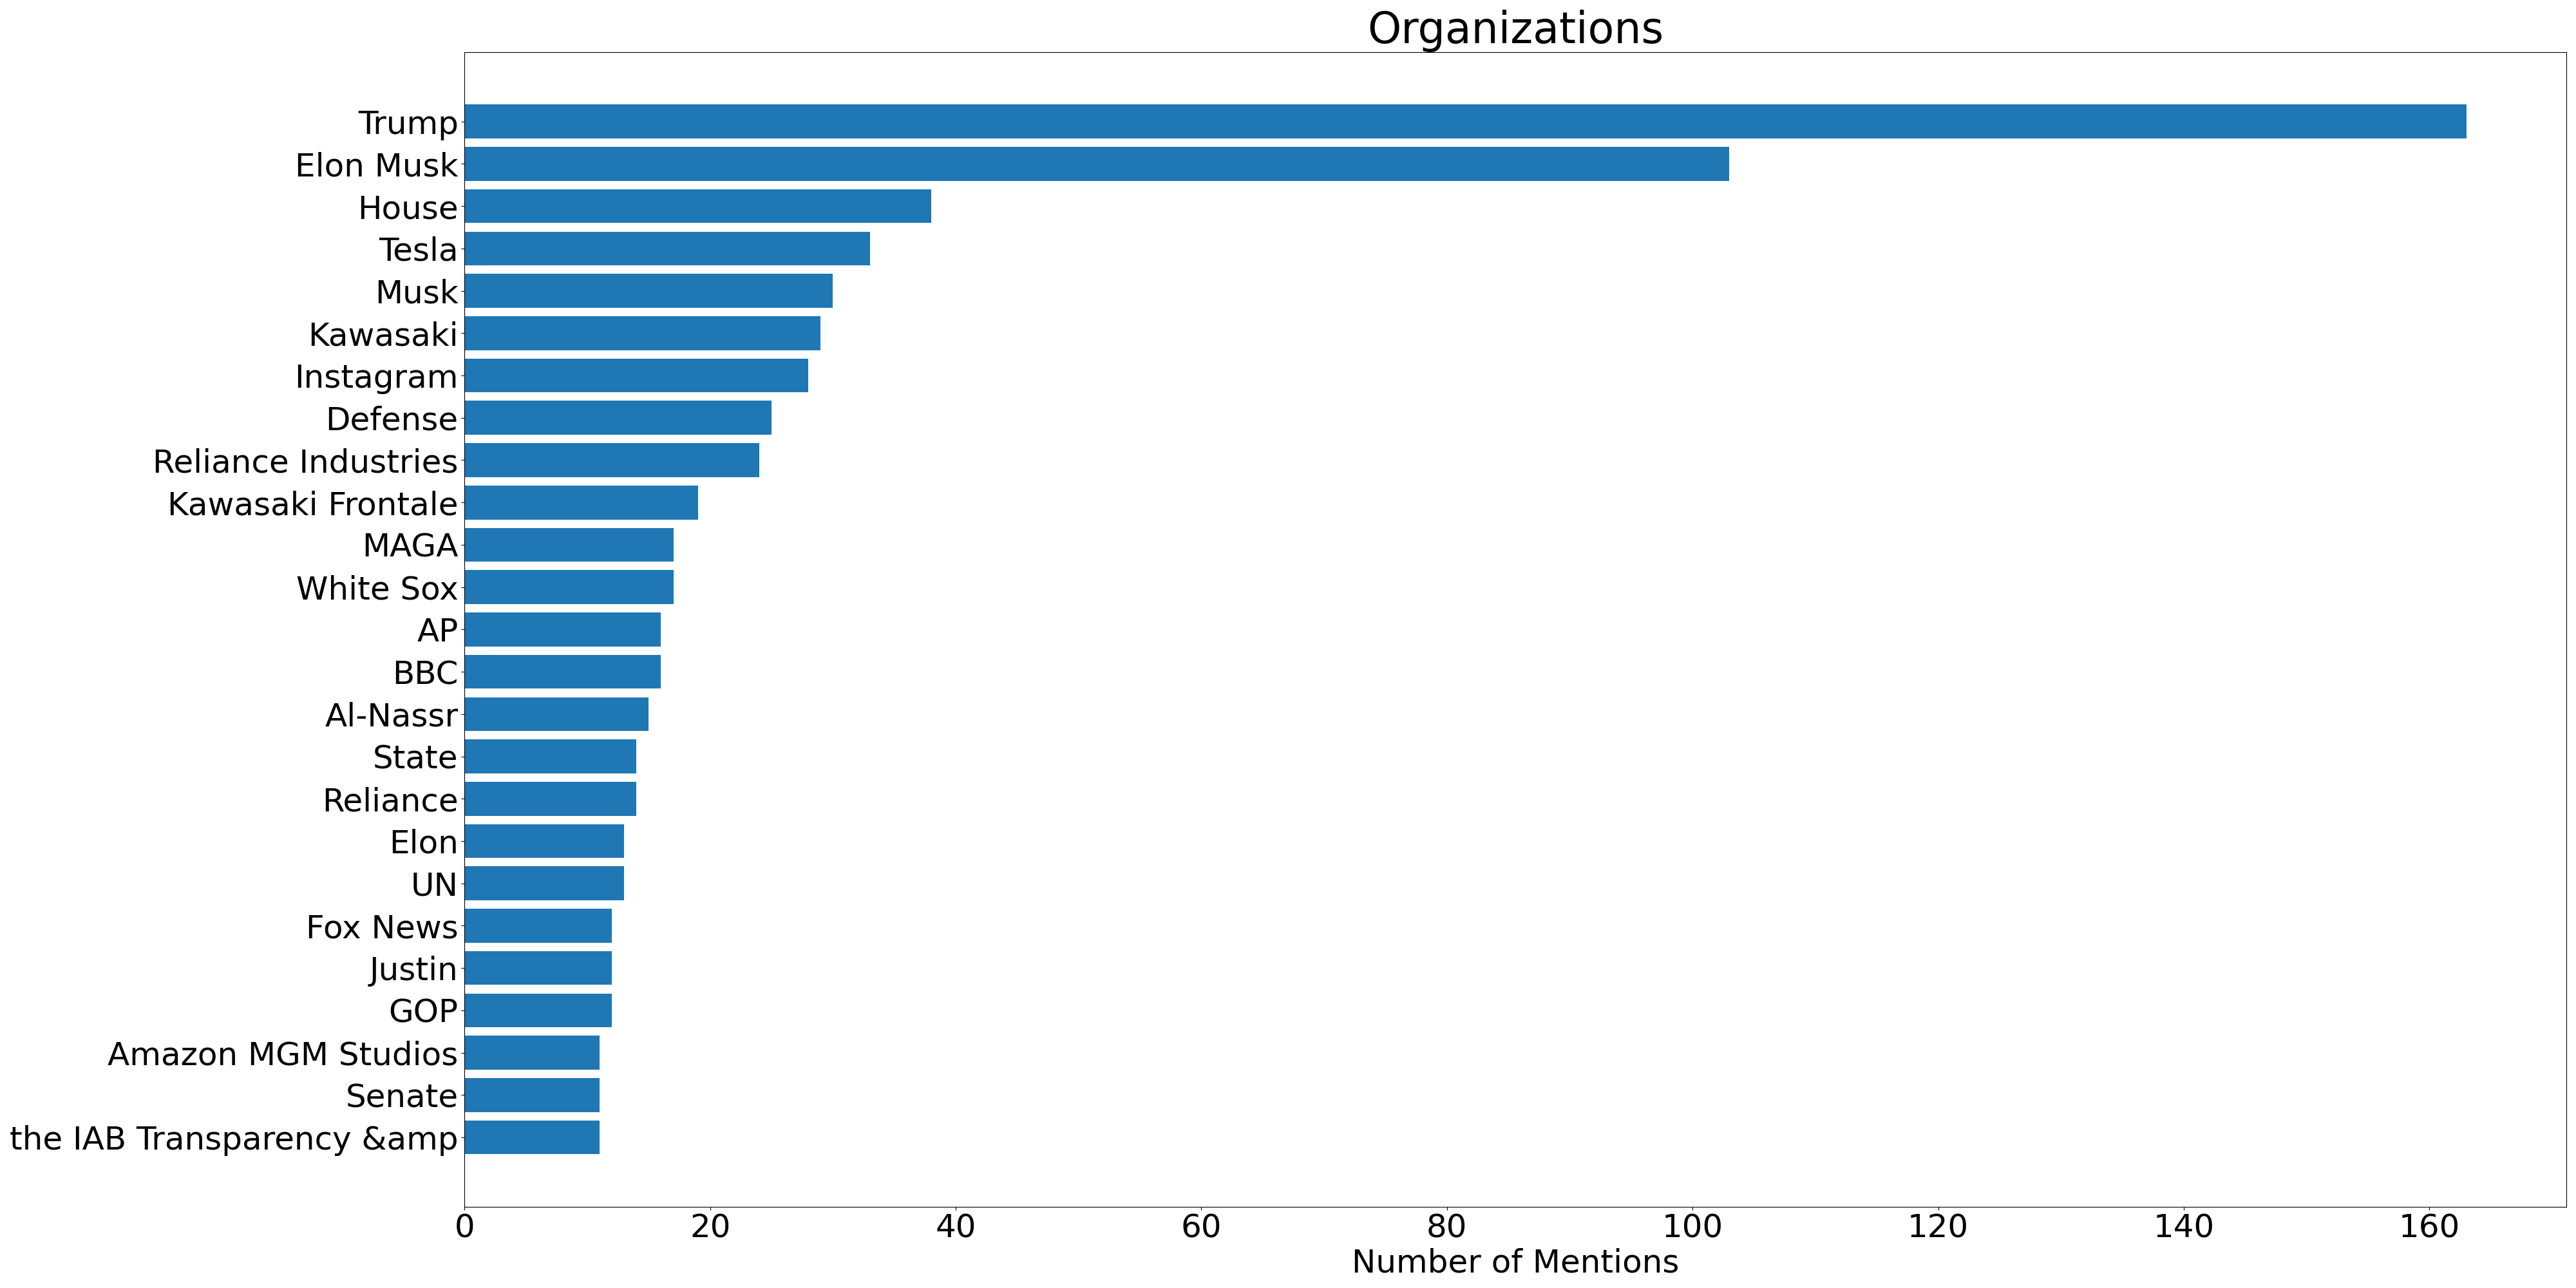 Organizations
Trump
Elon Musk
House
Tesla
Musk
Kawasaki
Instagram
Defense
Reliance Industries
Kawasaki Frontale
MAGA
White Sox
AP
BBC
Al-Nassr
State
Reliance
Elon
UN
Fox News
Justin
GOP
Amazon MGM Studios
Senate
the IAB Transparency &amp
0 20 40 60 80 100 120 140 160
Number of Mentions